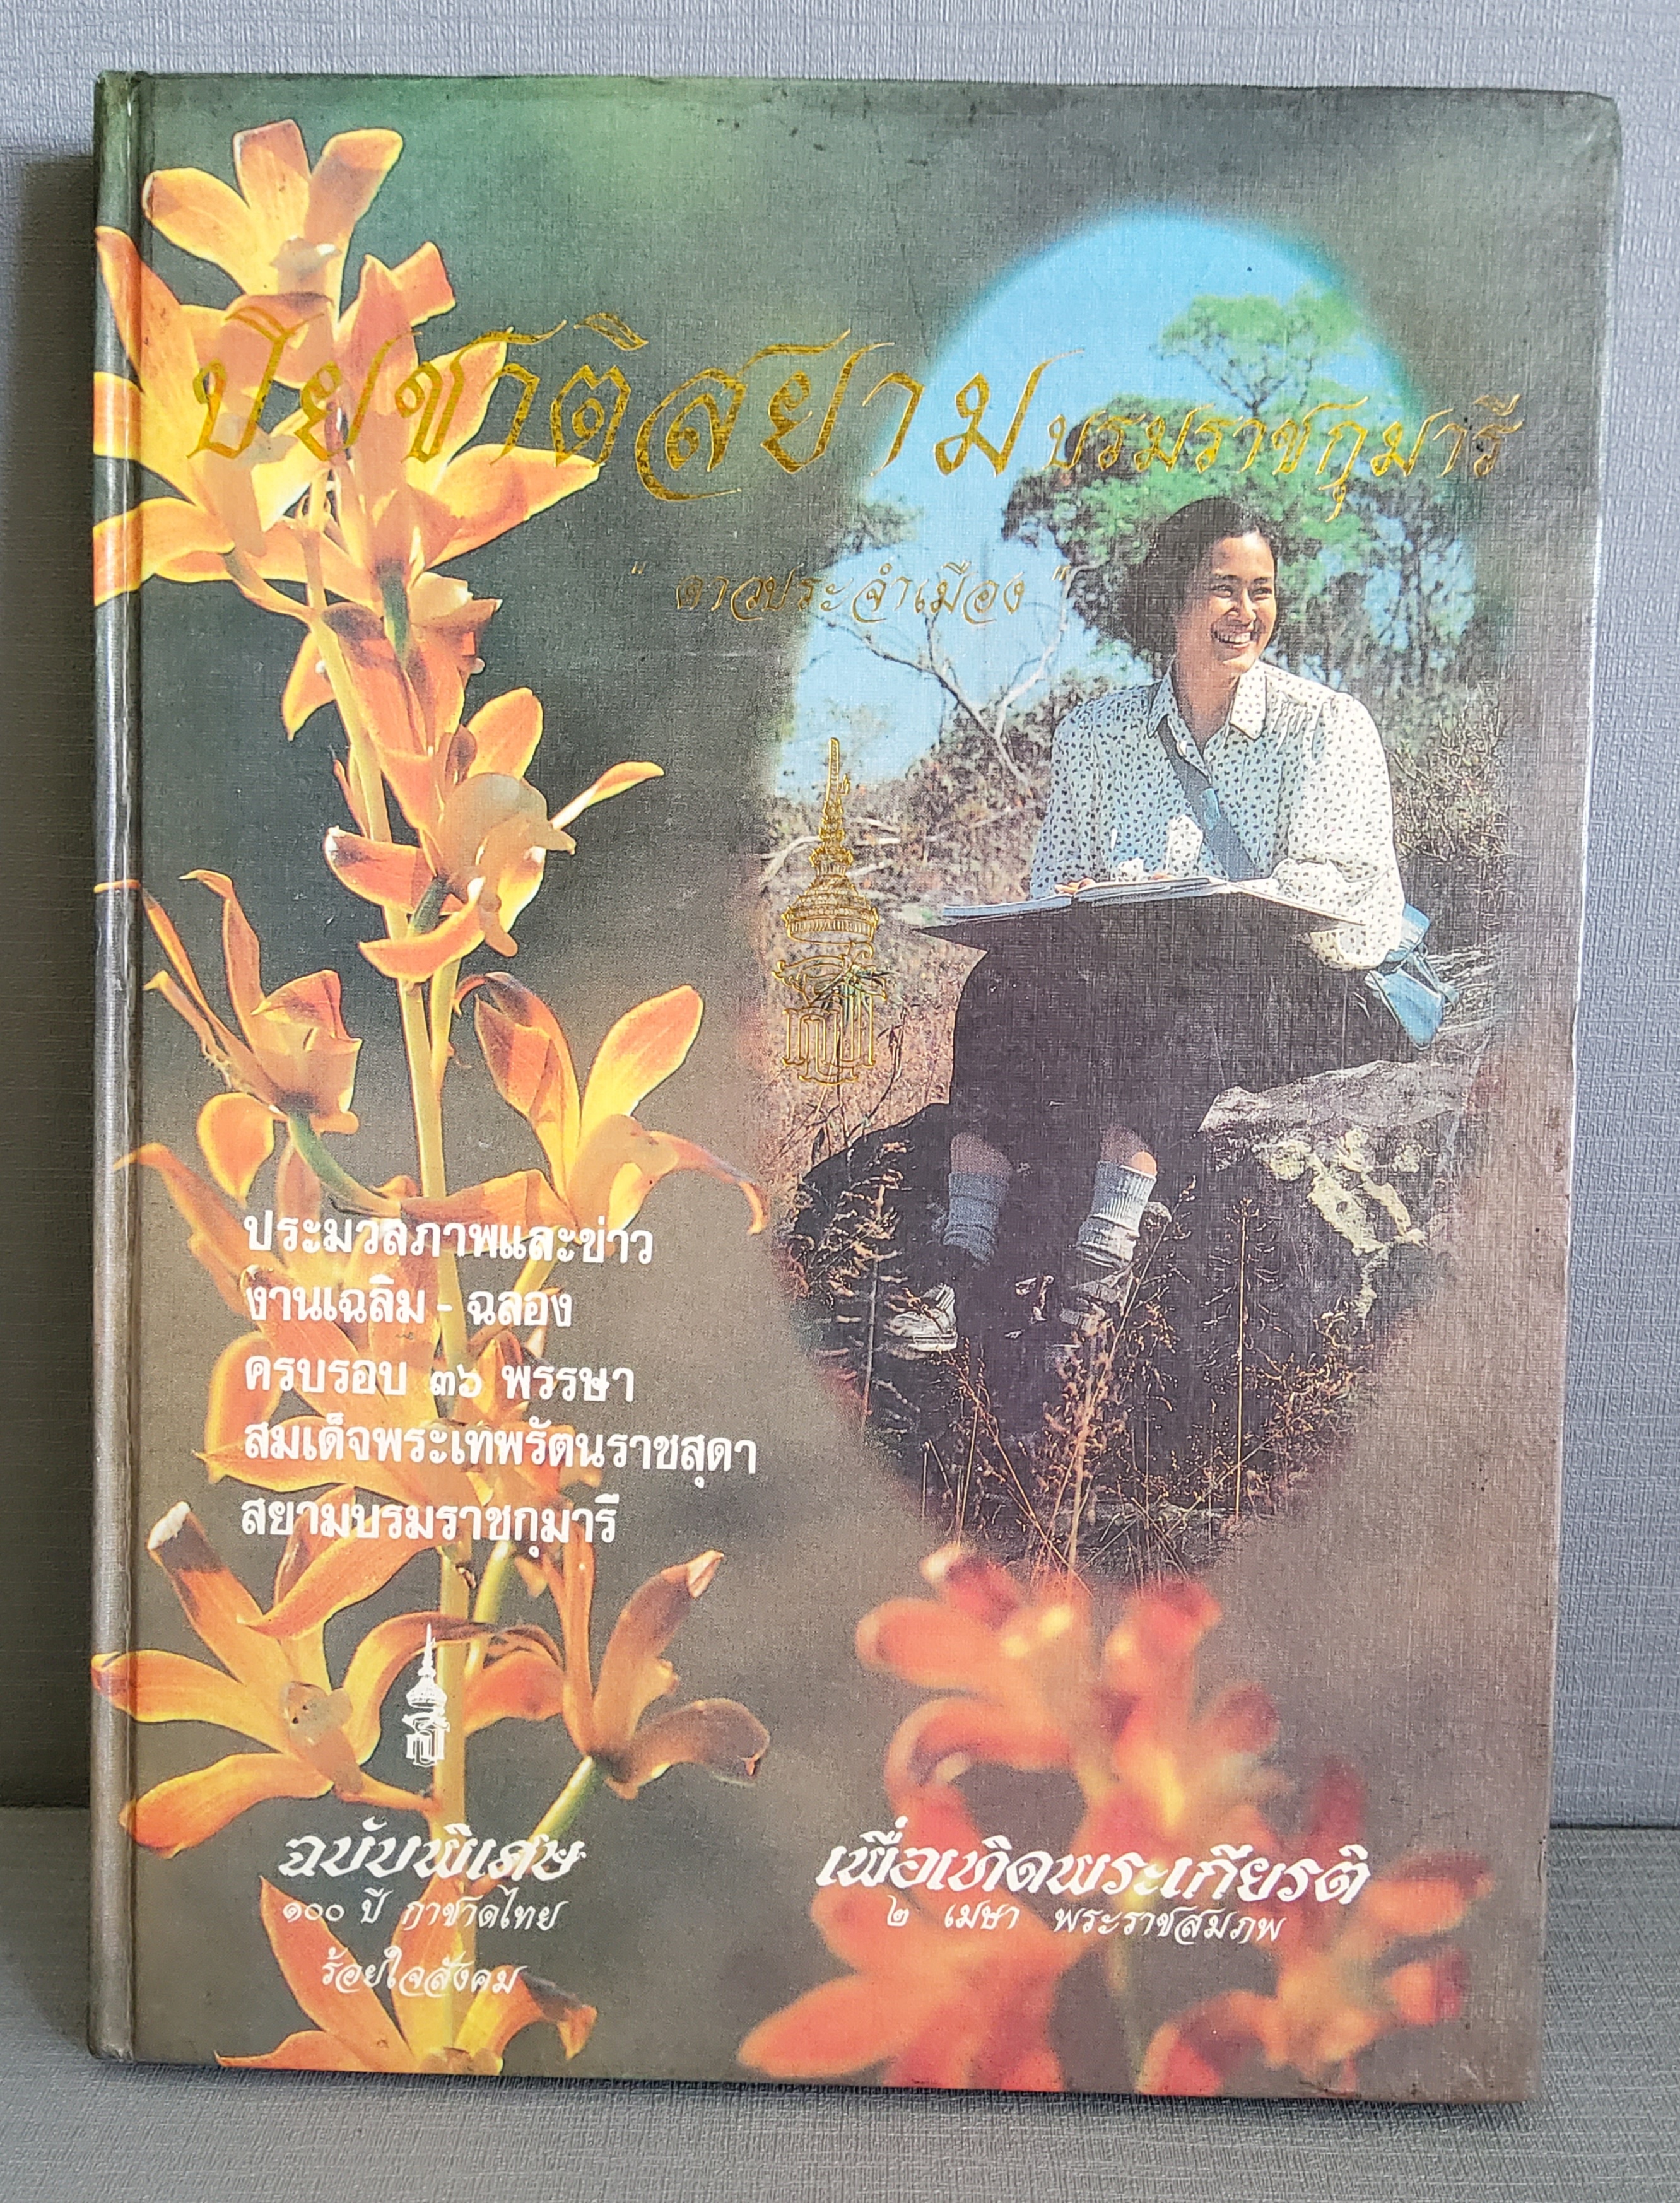 ปิยชาติสยามบรมราชกุมารี
"ดาวประจำเมือง"
ประมวลภาพและข่าว
งานเฉลิม - ฉลอง
ครบรอบ ๓๖ พรรษา
สมเด็จพระเทพรัตนราชสุดา
สยามบรมราชกุมารี
ฉบับพิเศษ
๑๐๐ ปี กาชาดไทย
ร้อยใจสังคม
เพื่อเทิดพระเกียรติ
๒ เมษา พระราชสมภพ